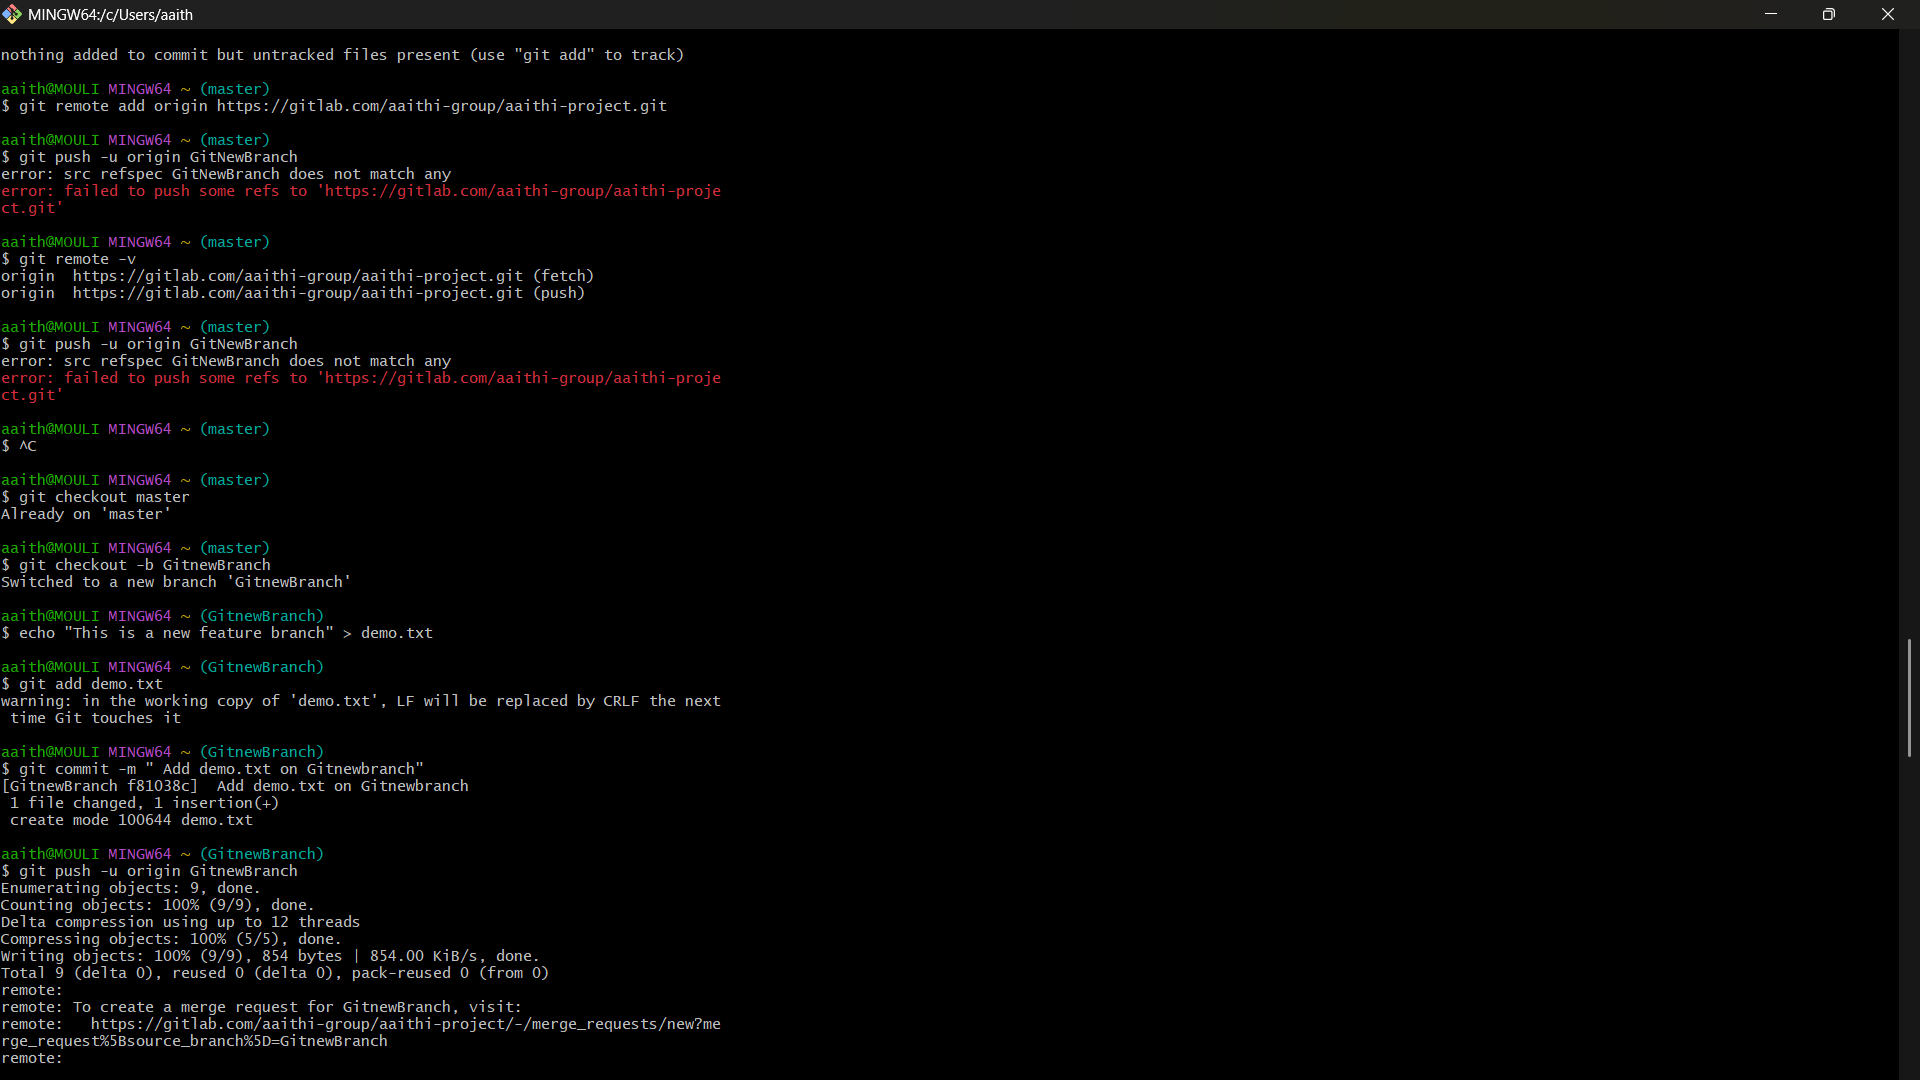 MINGW64:/c/Users/aaith
nothing added to commit but untracked files present (use "git add" to track)
aaith@MOULI MINGW64 ~ (master)
$ git remote add origin https://gitlab.com/aaithi-group/aaithi-project.git
aaith@MOULI MINGW64 ~ (master)
$ git push -u origin GitNewBranch
error: src refspec GitNewBranch does not match any
error: failed to push some refs to 'https://gitlab.com/aaithi-group/aaithi-proje
ct.git'
aaith@MOULI MINGW64 ~ (master)
$ git remote -v
origin  https://gitlab.com/aaithi-group/aaithi-project.git (fetch)
origin  https://gitlab.com/aaithi-group/aaithi-project.git (push)
aaith@MOULI MINGW64 ~ (master)
$ git push -u origin GitNewBranch
error: src refspec GitNewBranch does not match any
error: failed to push some refs to 'https://gitlab.com/aaithi-group/aaithi-proje
ct.git'
aaith@MOULI MINGW64 ~ (master)
$ ^C
aaith@MOULI MINGW64 ~ (master)
$ git checkout master
Already on 'master'
aaith@MOULI MINGW64 ~ (master)
$ git checkout -b GitnewBranch
Switched to a new branch 'GitnewBranch'
aaith@MOULI MINGW64 ~ (GitnewBranch)
$ echo "This is a new feature branch" > demo.txt
aaith@MOULI MINGW64 ~ (GitnewBranch)
$ git add demo.txt
warning: in the working copy of 'demo.txt', LF will be replaced by CRLF the next
 time Git touches it
aaith@MOULI MINGW64 ~ (GitnewBranch)
$ git commit -m " Add demo.txt on Gitnewbranch"
[GitnewBranch f81038c]  Add demo.txt on Gitnewbranch
 1 file changed, 1 insertion(+)
 create mode 100644 demo.txt
aaith@MOULI MINGW64 ~ (GitnewBranch)
$ git push -u origin GitnewBranch
Enumerating objects: 9, done.
Counting objects: 100% (9/9), done.
Delta compression using up to 12 threads
Compressing objects: 100% (5/5), done.
Writing objects: 100% (9/9), 854 bytes | 854.00 KiB/s, done.
Total 9 (delta 0), reused 0 (delta 0), pack-reused 0 (from 0)
remote:
remote: To create a merge request for GitnewBranch, visit:
remote:   https://gitlab.com/aaithi-group/aaithi-project/-/merge_requests/new?me
rge_request%5Bsource_branch%5D=GitnewBranch
remote: